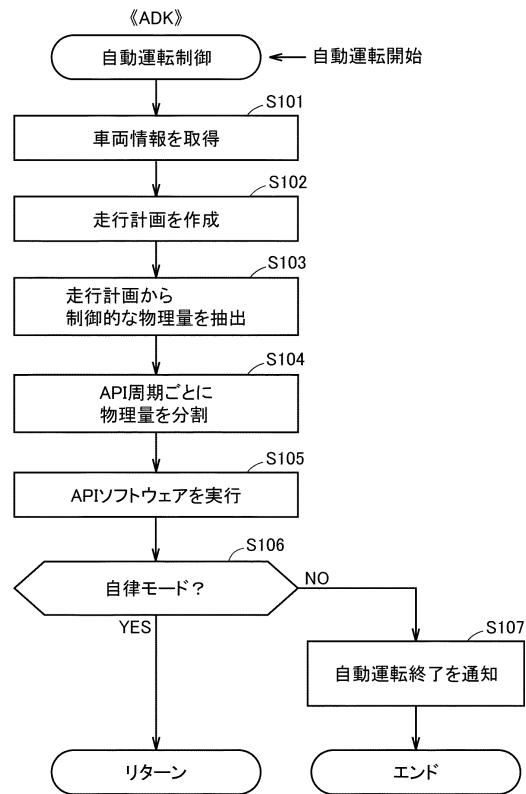 《ADK》
自動運転制御
自動運転開始
S101
車両情報を取得
S102
走行計画を作成
S103
走行計画から
制御的な物理量を抽出
S104
API周期ごとに
物理量を分割
S105
APIソフトウェアを実行
S106
自律モード?
NO
YES
S107
自動運転終了を通知
リターン
エンド